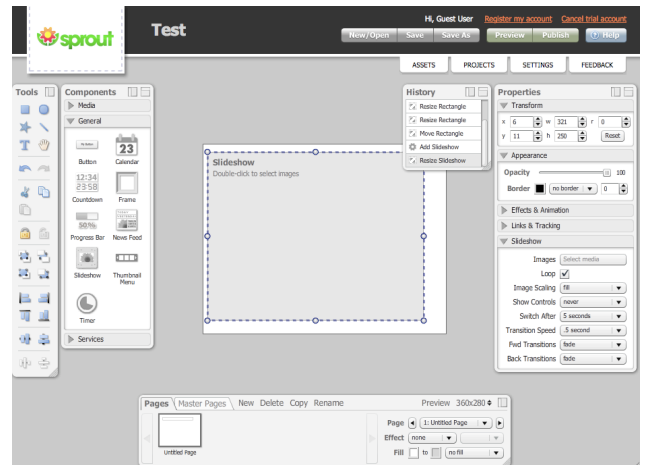 sprout
Test
Hi, Guest User Register my account Cancel trial account
New/Open Save Save As Preview Publish ? Help
ASSETS PROJECTS SETTINGS FEEDBACK
Tools
T
Components
Media
General
Button
23
Calendar
12:34
23:58
Countdown
Frame
50%
Progress Bar
News Feed
Slideshow
Thumbnail
Menu
Timer
Services
Slideshow
Double-click to select images
History
Resize Rectangle
Resize Rectangle
Move Rectangle
Add Slideshow
Resize Slideshow
Properties
Transform
x 6 w 321 r 0
y 11 h 250 Reset
Appearance
Opacity 100
Border no border 0
Effects & Animation
Links & Tracking
Slideshow
Images Select media
Loop
Image Scaling fill
Show Controls never
Switch After 5 seconds
Transition Speed .5 second
Fwd Transitions fade
Back Transitions fade
Pages Master Pages New Delete Copy Rename Preview 360x280
Untitled Page
Page 1: Untitled Page
Effect none
Fill to no fill